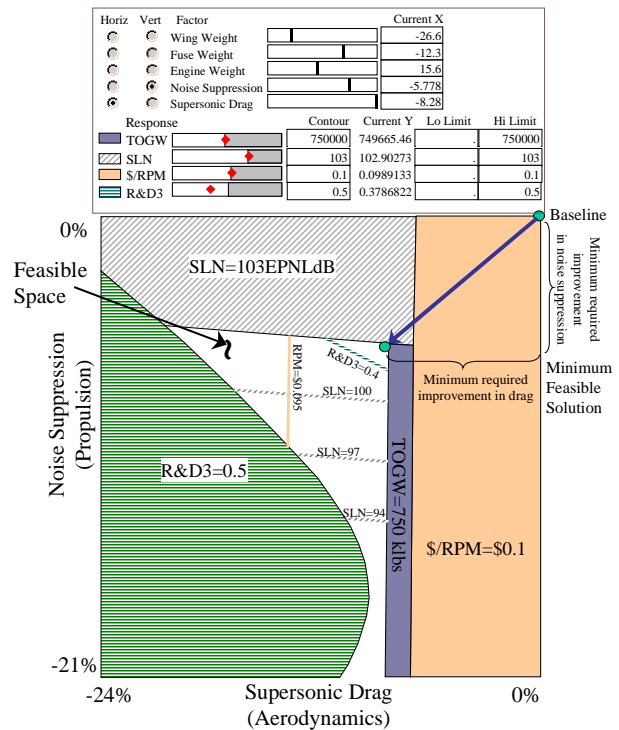 Horiz Vert Factor Current X
Wing Weight -26.6
Fuse Weight -12.3
Engine Weight 15.6
Noise Suppression -5.778
Supersonic Drag -8.28
Response Contour Current Y Lo Limit Hi Limit
TOGW 750000 749665.46 . 750000
SLN 103 102.90273 . 103
$/RPM 0.1 0.0989133 . 0.1
R&D3 0.5 0.3786822 . 0.5
0%
Baseline
SLN=103EPNLdB
Feasible
Space
Minimum required
improvement
in noise suppression
R&D3=0.4
RPM=$0.095
Minimum required
improvement in drag
Minimum
Feasible
Solution
SLN=100
Noise Suppression
(Propulsion)
SLN=97
R&D3=0.5
TOGW=750 klbs
SLN=94
$/RPM=$0.1
-21%
-24%
Supersonic Drag
(Aerodynamics)
0%